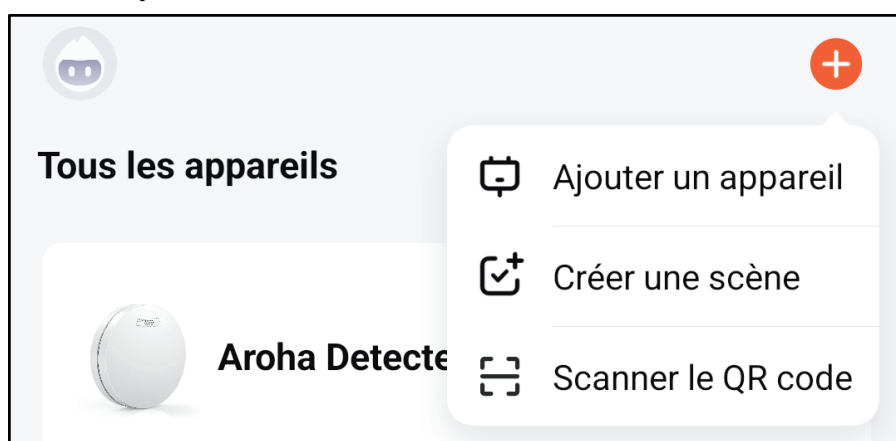 Tous les appareils
Ajouter un appareil
Créer une scène
Aroha Detecte
Scanner le QR code